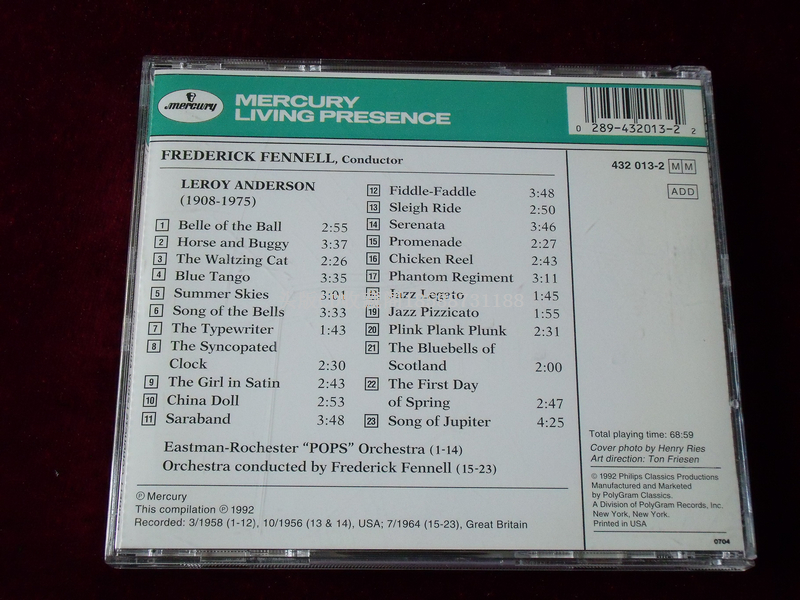 mercury
MERCURY
LIVING PRESENCE
0 289-432013-2 2
FREDERICK FENNELL, Conductor
432 013-2 MM
ADD
LEROY ANDERSON
(1908-1975)
1 Belle of the Ball 2:55
2 Horse and Buggy 3:37
3 The Waltzing Cat 2:26
4 Blue Tango 3:35
5 Summer Skies 3:01
6 Song of the Bells 3:33
7 The Typewriter 1:43
8 The Syncopated
Clock 2:30
9 The Girl in Satin 2:43
10 China Doll 2:53
11 Saraband 3:48
12 Fiddle-Faddle 3:48
13 Sleigh Ride 2:50
14 Serenata 3:46
15 Promenade 2:27
16 Chicken Reel 2:43
17 Phantom Regiment 3:11
18 Jazz Legato 1:45
19 Jazz Pizzicato 1:55
20 Plink Plank Plunk 2:31
21 The Bluebells of
Scotland 2:00
22 The First Day
of Spring 2:47
23 Song of Jupiter 4:25
Eastman-Rochester “POPS” Orchestra (1-14)
Orchestra conducted by Frederick Fennell (15-23)
℗ Mercury
This compilation ℗ 1992
Recorded: 3/1958 (1-12), 10/1956 (13 & 14), USA; 7/1964 (15-23), Great Britain
Total playing time: 68:59
Cover photo by Henry Ries
Art direction: Ton Friesen
© 1992 Philips Classics Productions
Manufactured and Marketed
by PolyGram Classics.
A Division of PolyGram Records, Inc.
New York, New York.
Printed in USA
0704